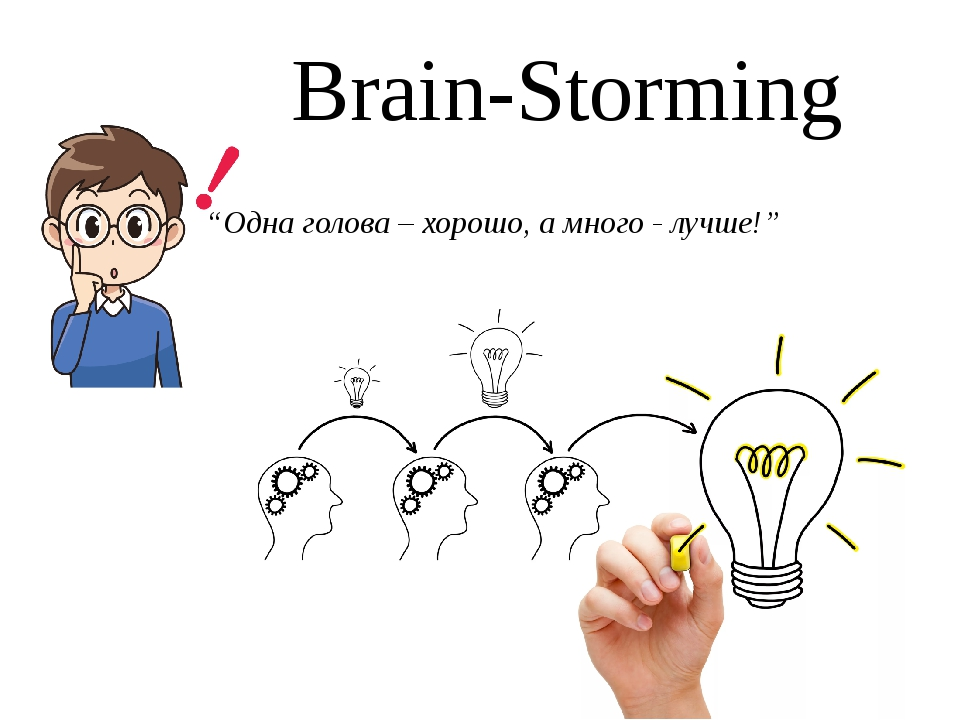 Brain-Storming
“Одна голова – хорошо, а много - лучше!”